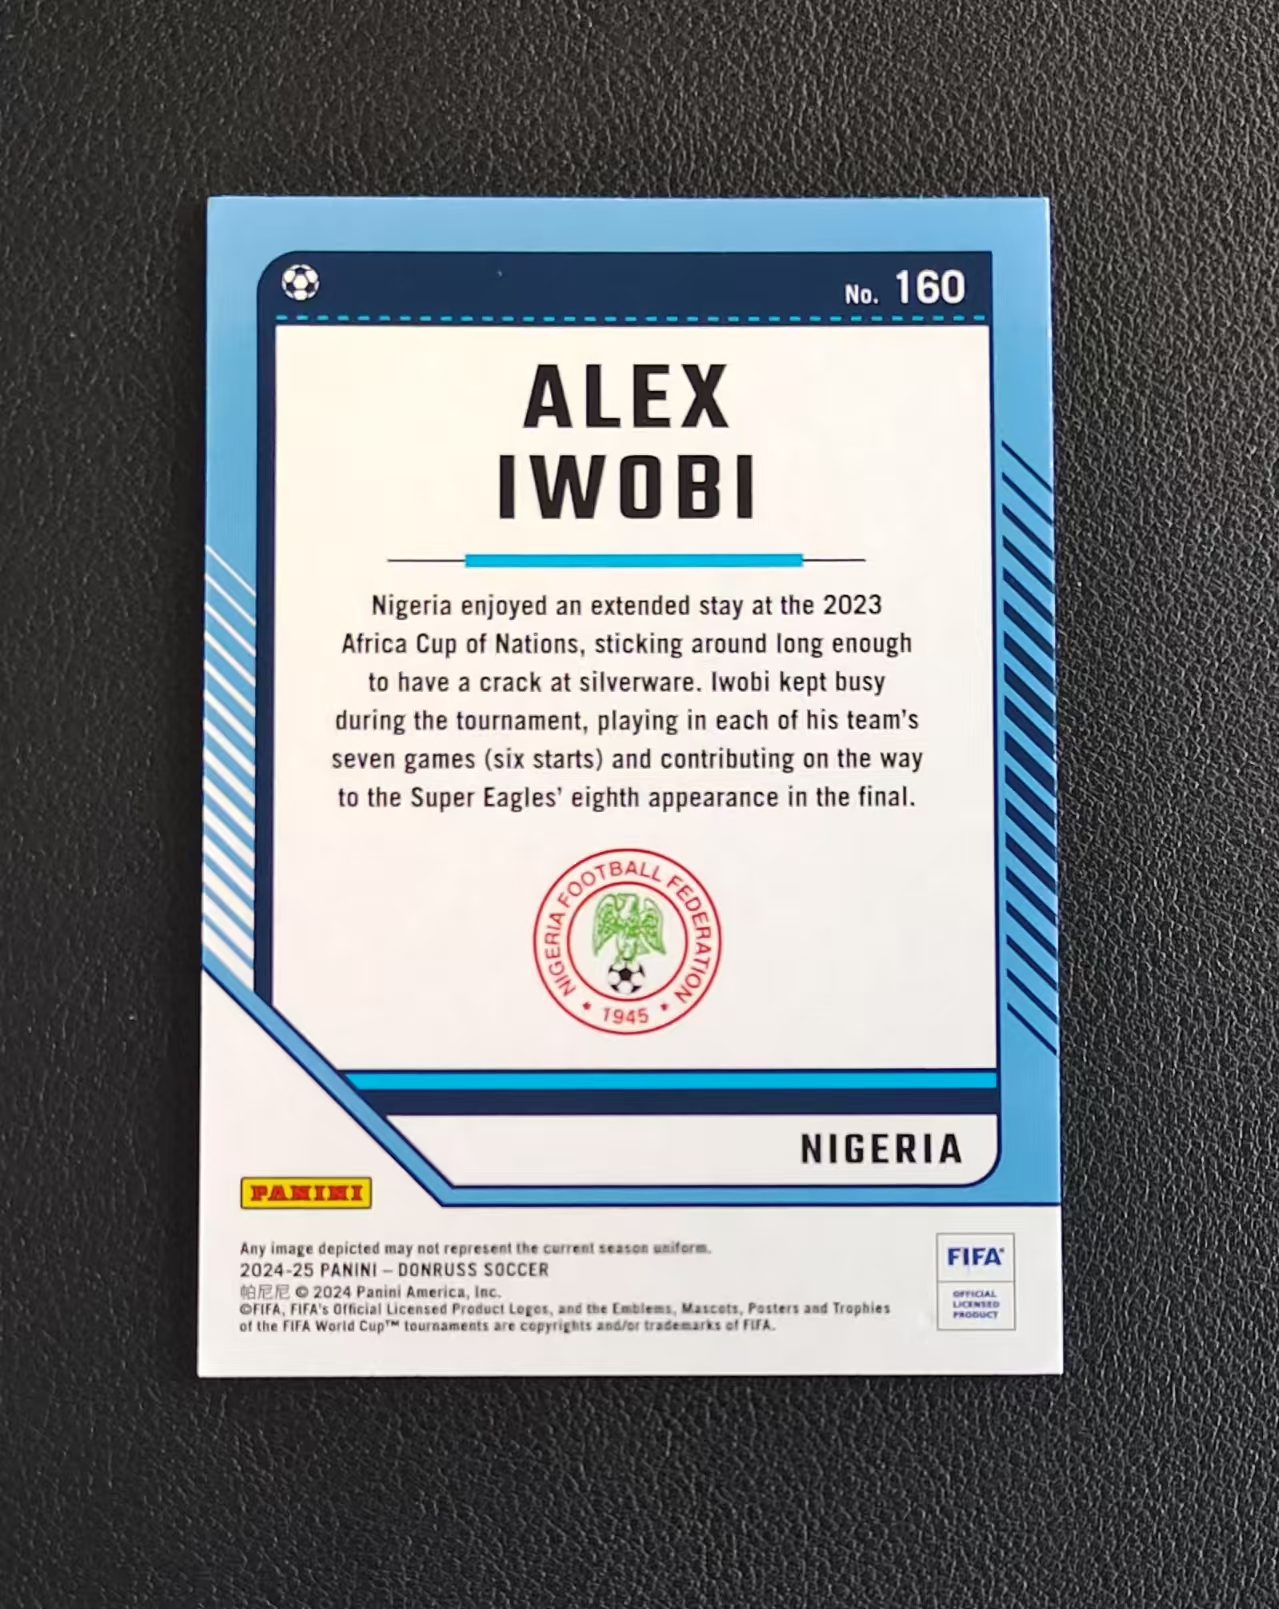 No. 160
ALEX
IWOBI
Nigeria enjoyed an extended stay at the 2023
Africa Cup of Nations, sticking around long enough
to have a crack at silverware. Iwobi kept busy
during the tournament, playing in each of his team's
seven games (six starts) and contributing on the way
to the Super Eagles' eighth appearance in the final.
NIGERIA FOOTBALL FEDERATION
* 1945 *
NIGERIA
PANINI
Any image depicted may not represent the current season uniform.
2024-25 PANINI – DONRUSS SOCCER
帕尼尼 © 2024 Panini America, Inc.
©FIFA, FIFA's Official Licensed Product Logos, and the Emblems, Mascots, Posters and Trophies
of the FIFA World Cup™ tournaments are copyrights and/or trademarks of FIFA.
FIFA
OFFICIAL
LICENSED
PRODUCT